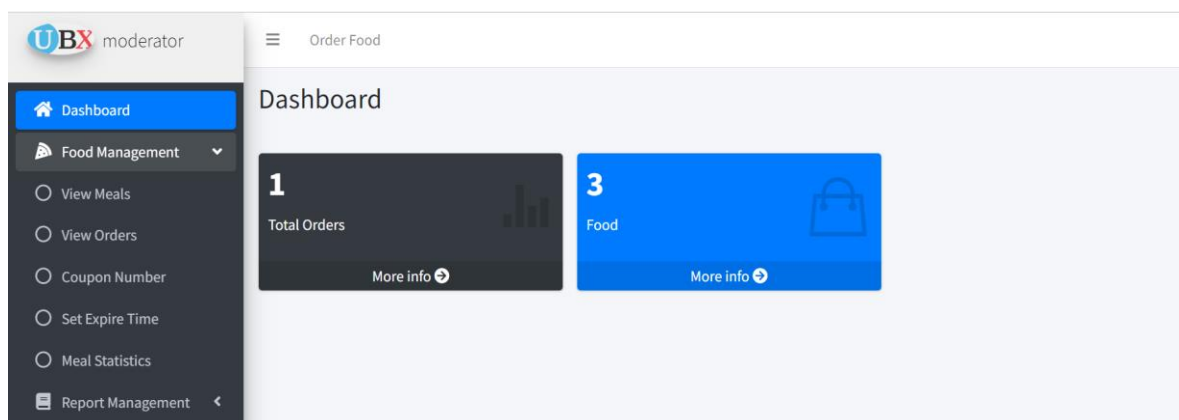 UBX moderator
Order Food
Dashboard
Food Management
View Meals
View Orders
Coupon Number
Set Expire Time
Meal Statistics
Report Management
Dashboard
1
Total Orders
More info
3
Food
More info